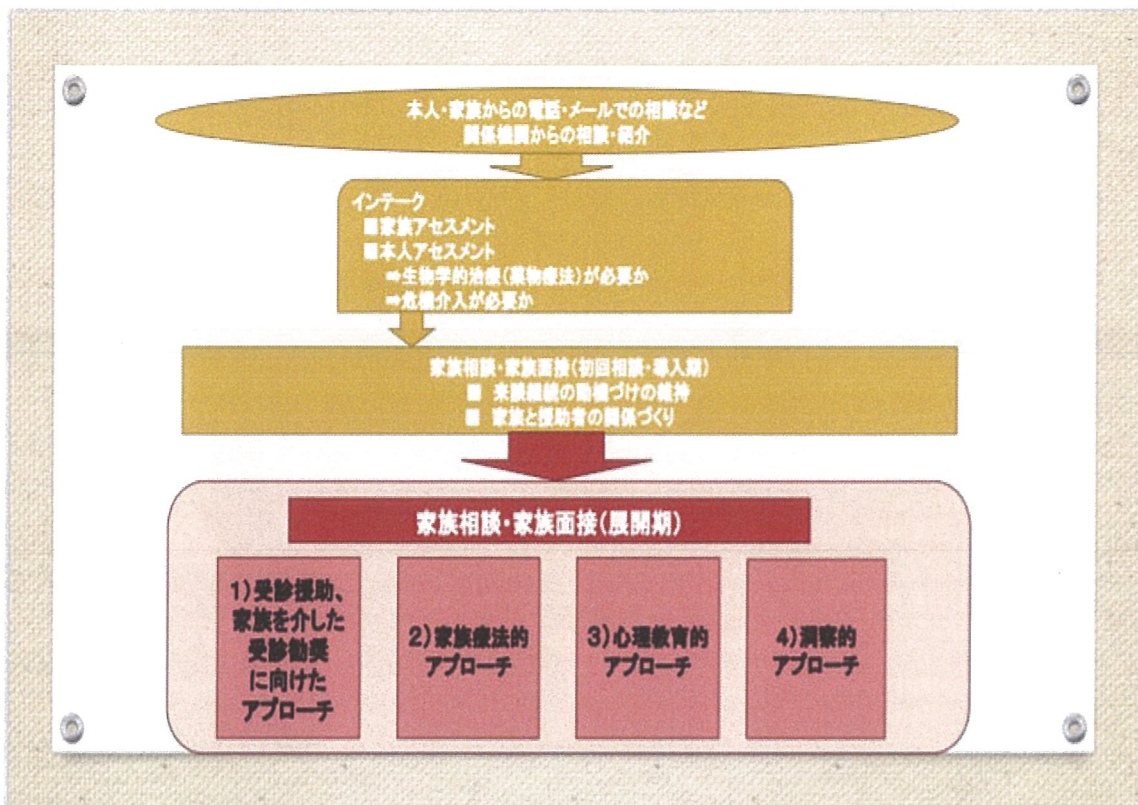 本人・家族からの電話・メールでの相談など
関係機関からの相談・紹介
インテーク
■家族アセスメント
■本人アセスメント
➡生物学的治療(薬物療法)が必要か
➡危機介入が必要か
家族相談・家族面接(初回相談・導入期)
■ 来談継続の動機づけの維持
■ 家族と援助者の関係づくり
家族相談・家族面接(展開期)
1)受診援助、
家族を介した
受診勧奨
に向けた
アプローチ
2)家族療法的
アプローチ
3)心理教育的
アプローチ
4)洞察的
アプローチ